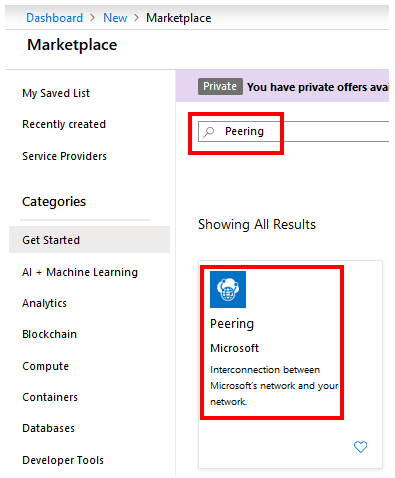 Dashboard > New > Marketplace
Marketplace
My Saved List
Recently created
Service Providers
Categories
Get Started
AI + Machine Learning
Analytics
Blockchain
Compute
Containers
Databases
Developer Tools
Private You have private offers avai
Peering
Showing All Results
Peering
Microsoft
Interconnection between
Microsoft's network and your
network.